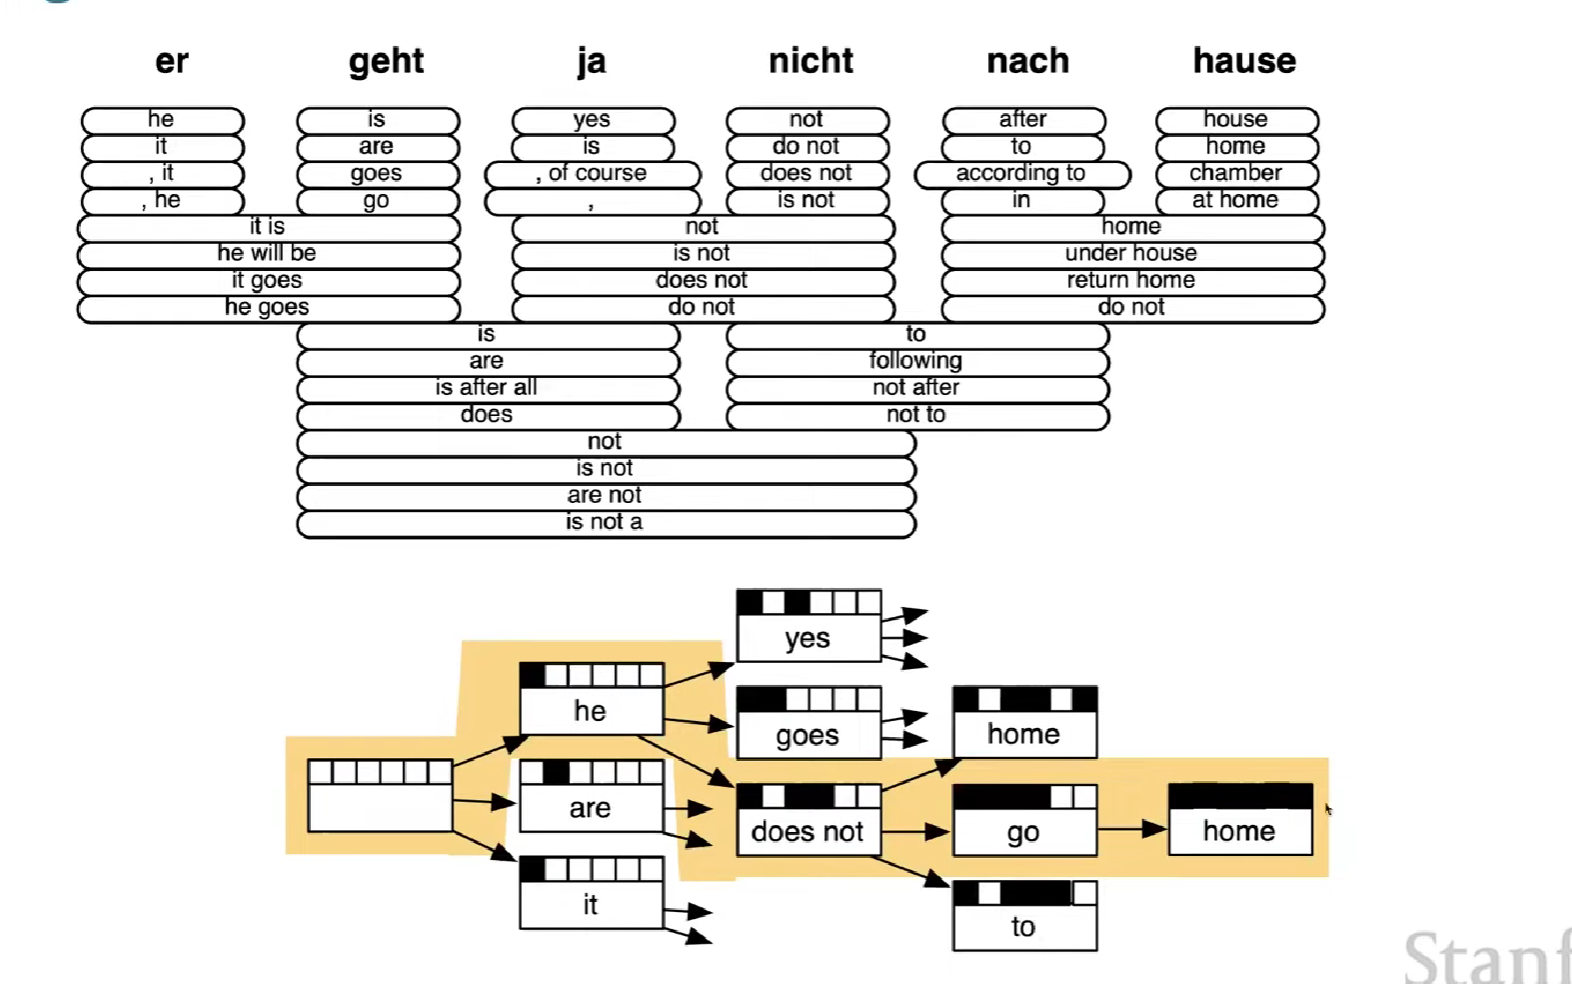 er geht ja nicht nach hause
he is yes not after house
it are is do not to home
, it goes , of course does not according to chamber
, he go , is not in at home
it is not home
he will be is not under house
it goes does not return home
he goes do not do not
is to
are following
is after all not after
does not to
not
is not
are not
is not a
yes
he
goes home
are does not go home
it
to
Stanf